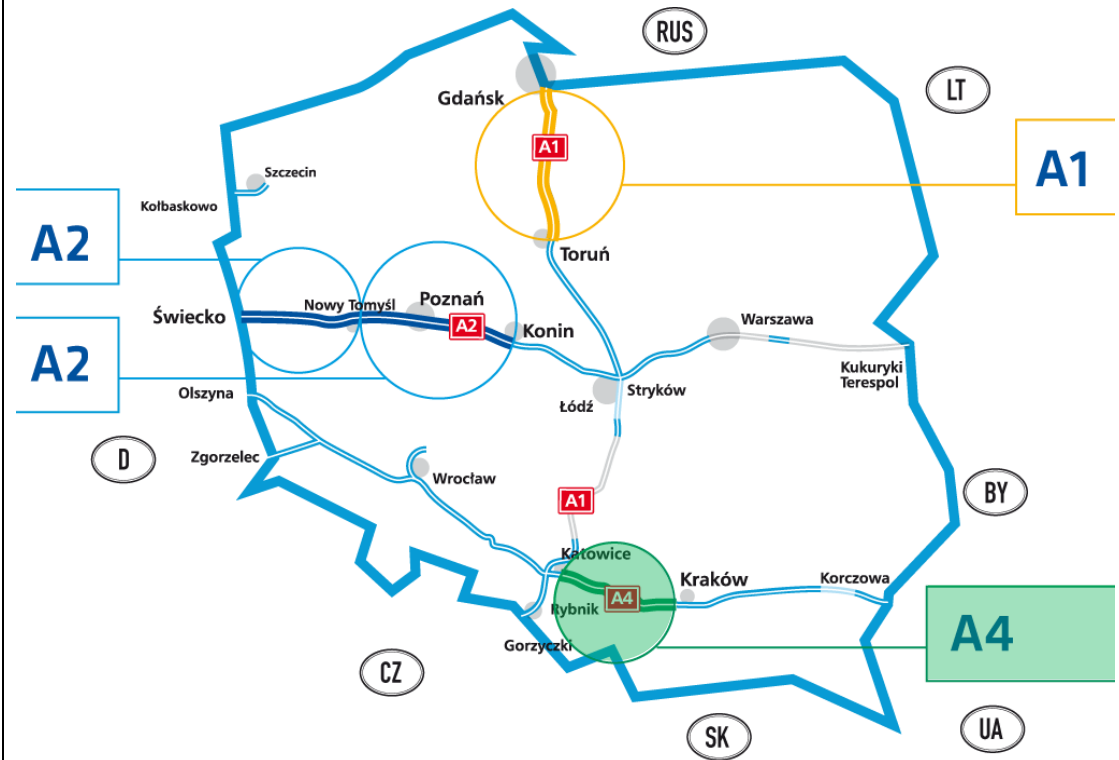 RUS
LT
Gdańsk
A1
A1
Szczecin
Kołbaskowo
A2
Toruń
Świecko
Nowy Tomyśl
Poznań
A2
Konin
Warszawa
A2
Kukuryki
Terespol
Olszyna
Łódź
Stryków
D
Zgorzelec
Wrocław
BY
A1
Katowice
Kraków
Korczowa
Rybnik
A4
A4
Gorzyczki
CZ
SK
UA